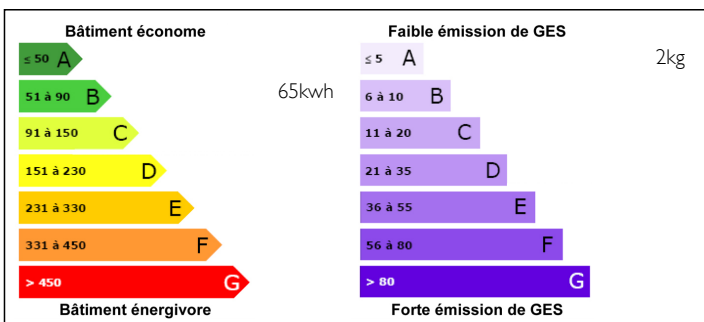 Bâtiment économe
≤ 50 A
51 à 90 B
91 à 150 C
151 à 230 D
231 à 330 E
331 à 450 F
> 450 G
Bâtiment énergivore
65kwh
Faible émission de GES
≤ 5 A
6 à 10 B
11 à 20 C
21 à 35 D
36 à 55 E
56 à 80 F
> 80 G
Forte émission de GES
2kg